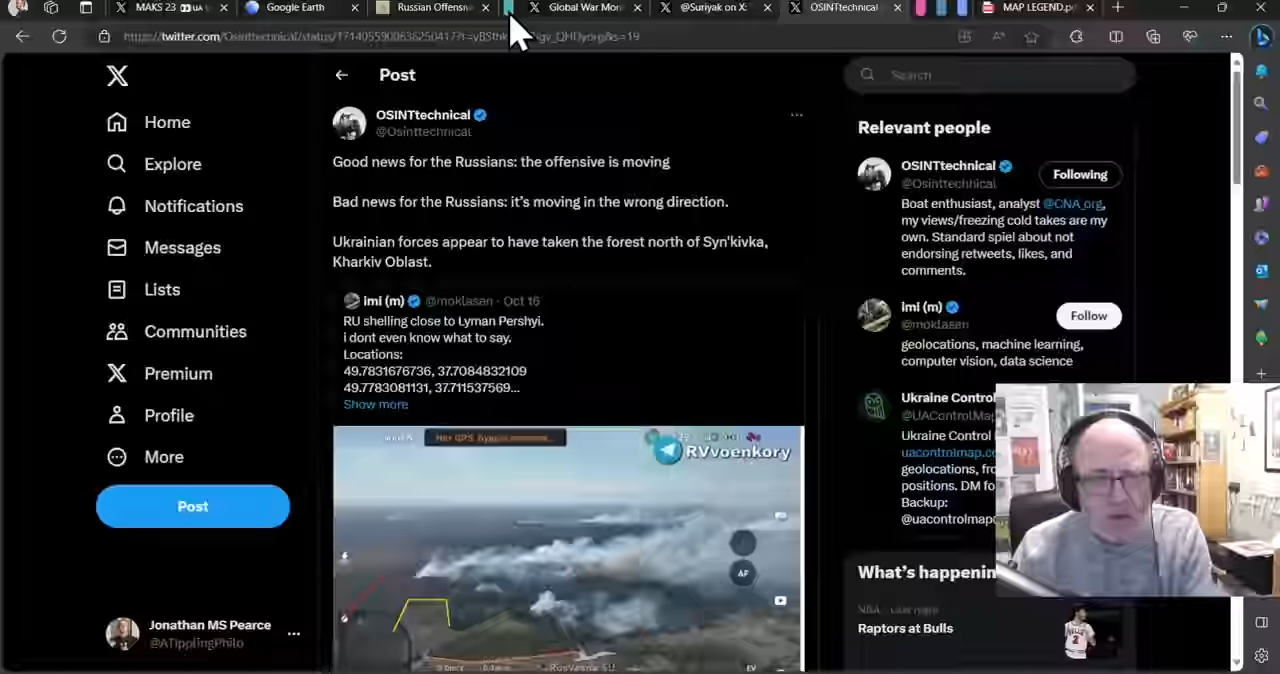 MAKS 23
Google Earth
Russian Offensiv
Global War Mon
@Suriyak on X:
OSINTtechnical
MAP LEGEND.p
Post
Search
OSINTtechnical
@Osinttechnical
Good news for the Russians: the offensive is moving
Bad news for the Russians: it's moving in the wrong direction.
Ukrainian forces appear to have taken the forest north of Syn'kivka,
Kharkiv Oblast.
imi (m) @moklasen · Oct 16
RU shelling close to Lyman Pershyi.
i dont even know what to say.
Locations:
49.7831676736, 37.7084832109
49.7783081131, 37.711537569...
Show more
RVvoenkory
AF
EV
Home
Explore
Notifications
Messages
Lists
Communities
Premium
Profile
More
Post
Jonathan MS Pearce
@ATipplingPhilo
Relevant people
OSINTtechnical
@Osinttechnical
Following
Boat enthusiast, analyst @CNA_org,
my views/freezing cold takes are my
own. Standard spiel about not
endorsing retweets, likes, and
comments.
imi (m)
@moklasen
Follow
geolocations, machine learning,
computer vision, data science
Ukraine Control
@UAControlMap
Ukraine Control
uacontrolmap.co
geolocations, fro
positions. DM fo
Backup:
@uacontrolmap
What's happenin
Raptors at Bulls